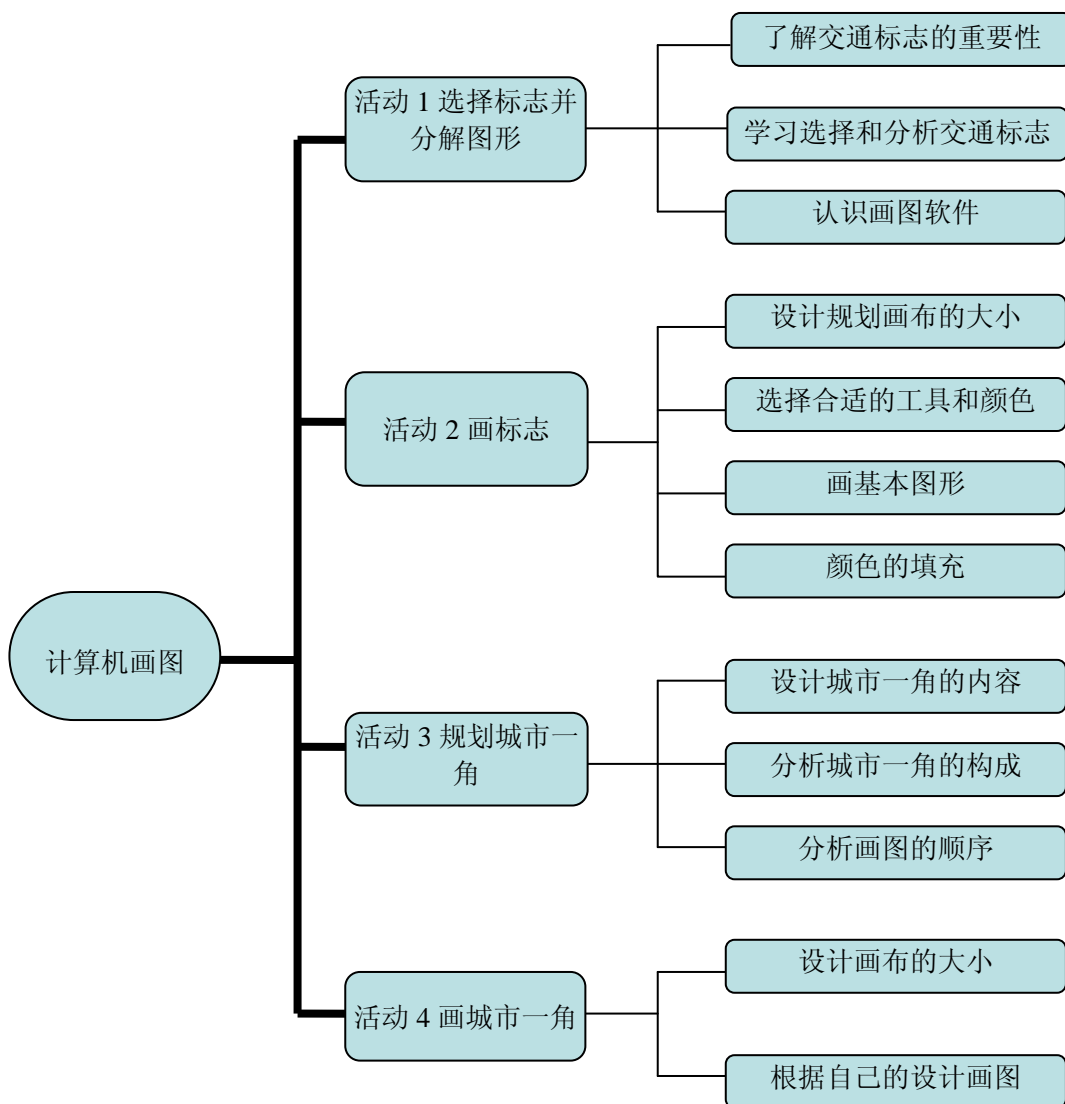 计算机画图
活动 1 选择标志并
分解图形
了解交通标志的重要性
学习选择和分析交通标志
认识画图软件
活动 2 画标志
设计规划画布的大小
选择合适的工具和颜色
画基本图形
颜色的填充
活动 3 规划城市一
角
设计城市一角的内容
分析城市一角的构成
分析画图的顺序
活动 4 画城市一角
设计画布的大小
根据自己的设计画图